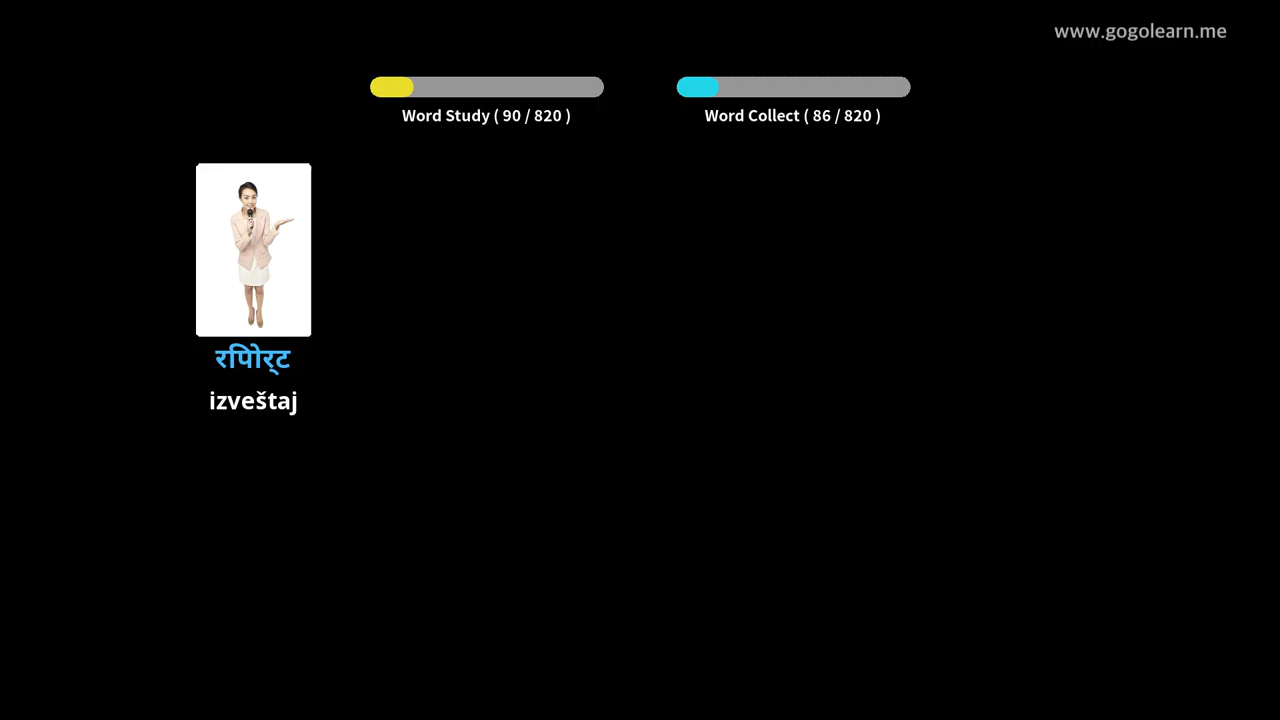 www.gogolearn.me
Word Study ( 90 / 820 )
Word Collect ( 86 / 820 )
रिपोर्ट
izveštaj